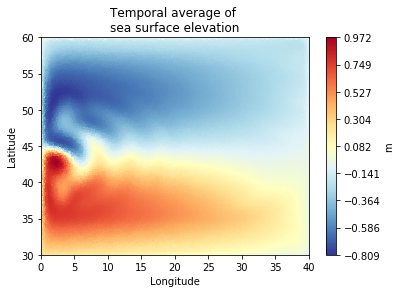 Temporal average of
sea surface elevation
60
55
50
45
40
35
30
Latitude
0 5 10 15 20 25 30 35 40
Longitude
0.972
0.749
0.527
0.304
0.082
−0.141
−0.364
−0.586
−0.809
m